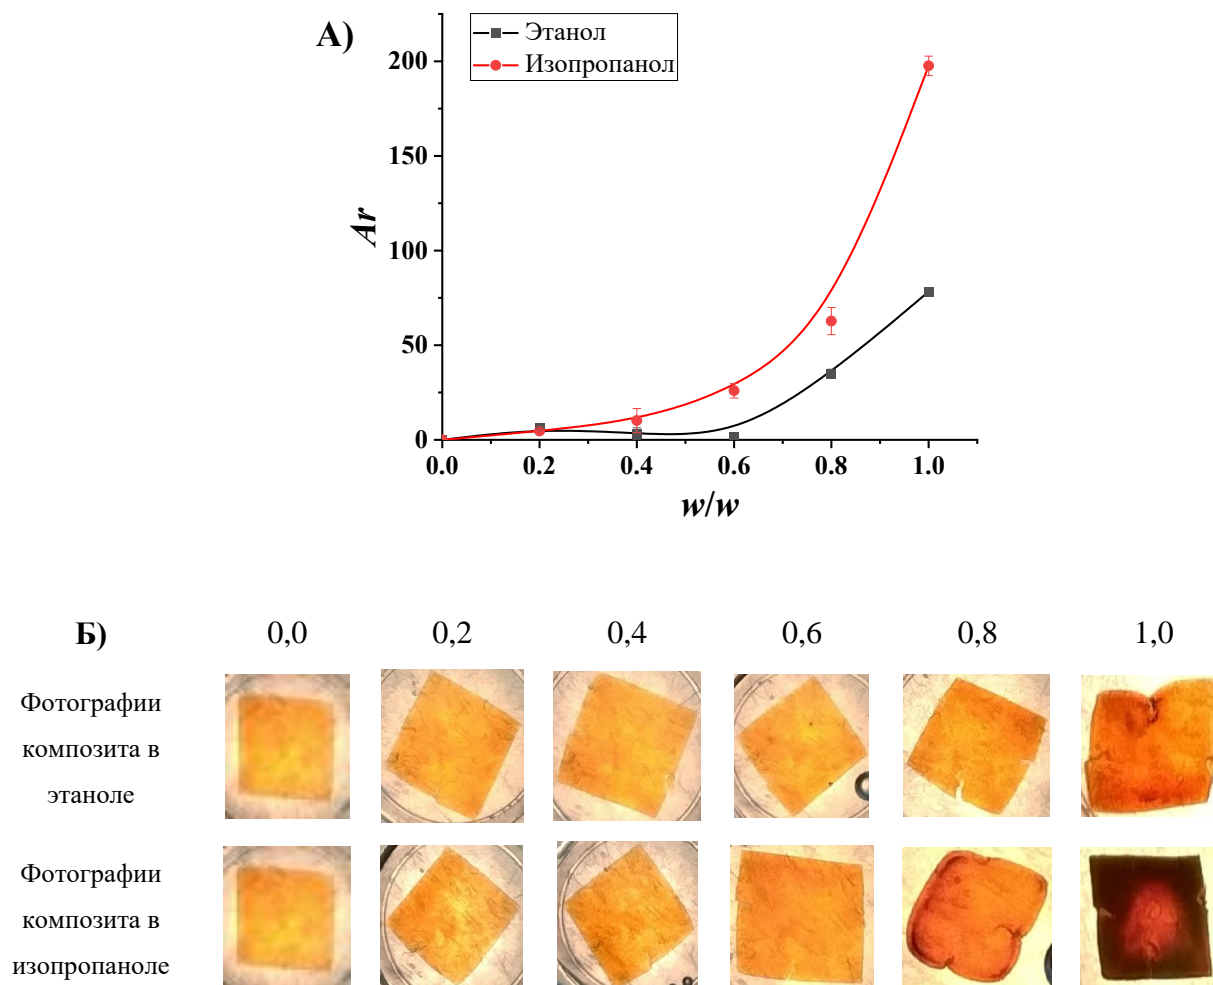 А)
Этанол
Изопропанол
200
150
100
50
0
Ar
0.0 0.2 0.4 0.6 0.8 1.0
w/w
Б) 0,0 0,2 0,4 0,6 0,8 1,0
Фотографии
композита в
этаноле
Фотографии
композита в
изопропаноле